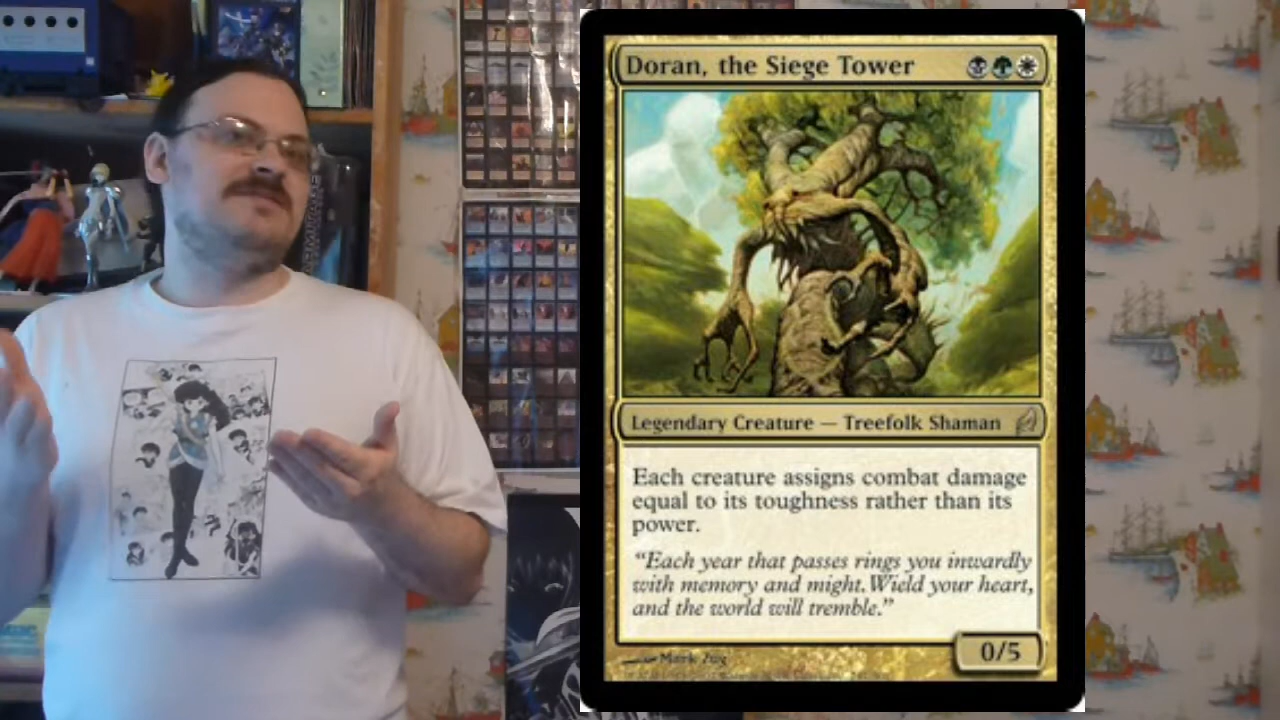 Doran, the Siege Tower
Legendary Creature — Treefolk Shaman
Each creature assigns combat damage
equal to its toughness rather than its
power.
“Each year that passes rings you inwardly
with memory and might. Wield your heart,
and the world will tremble.”
0/5
Mark Zug